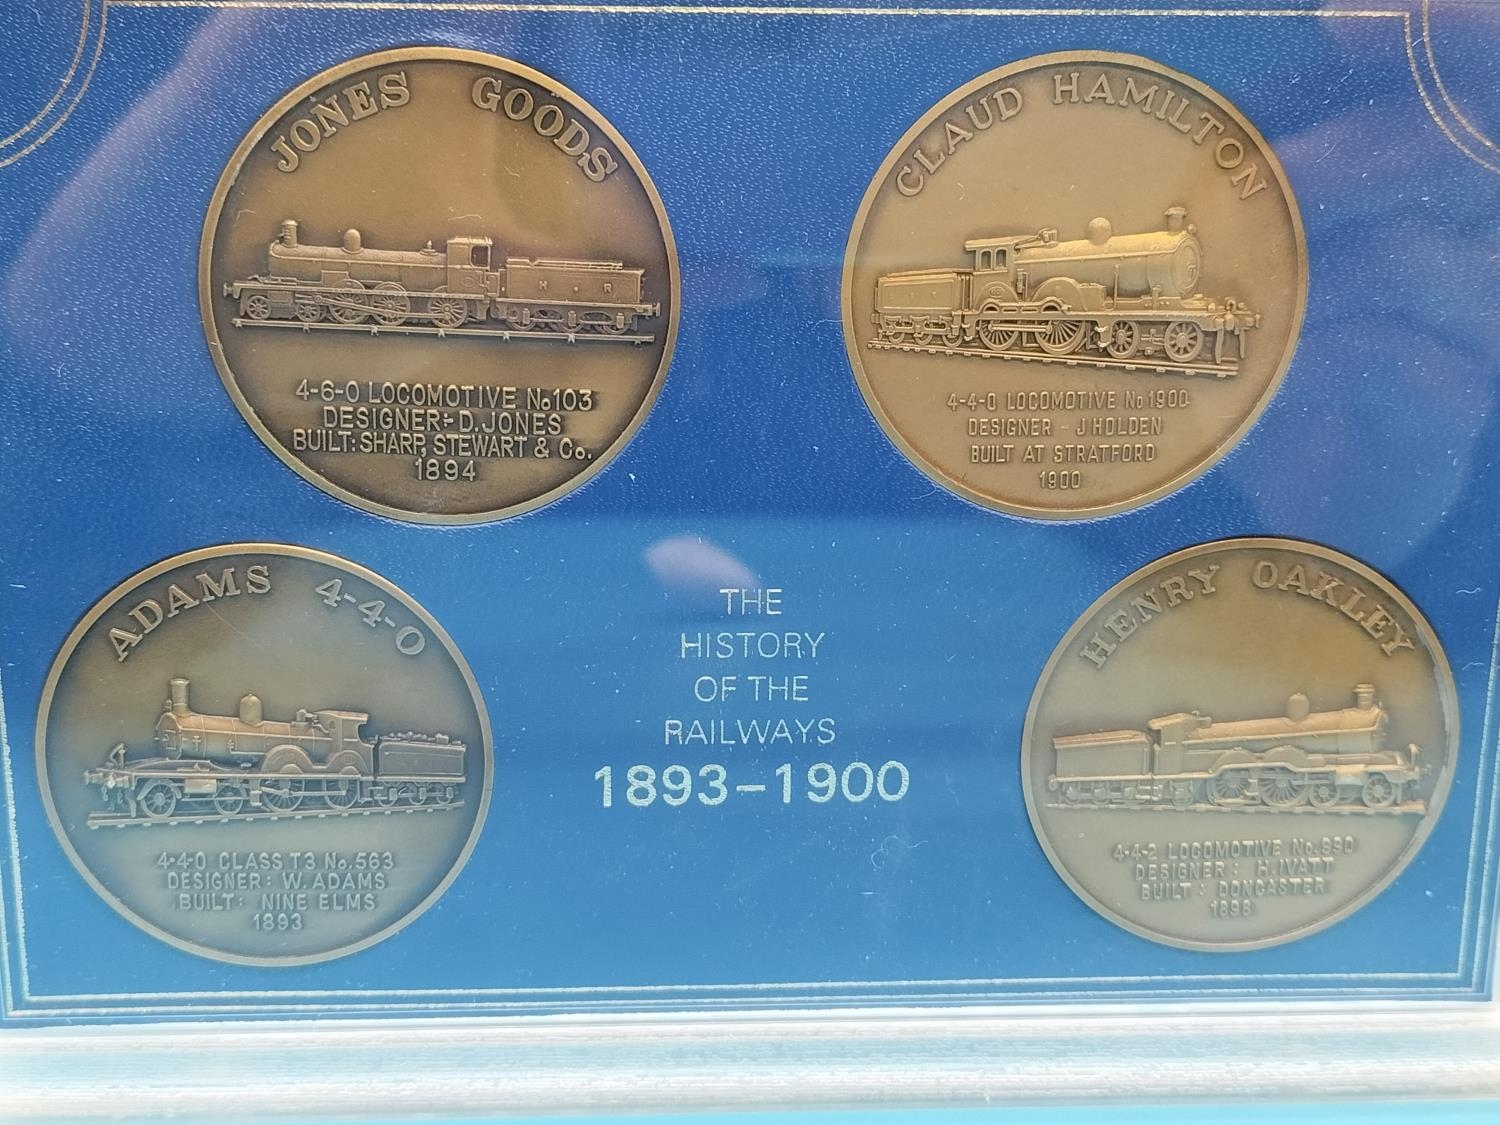 JONES GOODS
H R
4-6-0 LOCOMOTIVE No 103
DESIGNER:- D. JONES
BUILT: SHARP, STEWART & Co.
1894
CLAUD HAMILTON
4-4-0 LOCOMOTIVE No 1900
DESIGNER - J HOLDEN
BUILT AT STRATFORD
1900
ADAMS 4-4-0
4-4-0 CLASS T3 No. 563
DESIGNER: W. ADAMS
BUILT: NINE ELMS
1893
THE
HISTORY
OF THE
RAILWAYS
1893-1900
HENRY OAKLEY
4-4-2 LOCOMOTIVE No. 990
DESIGNER: H. IVATT
BUILT: DONCASTER
1898